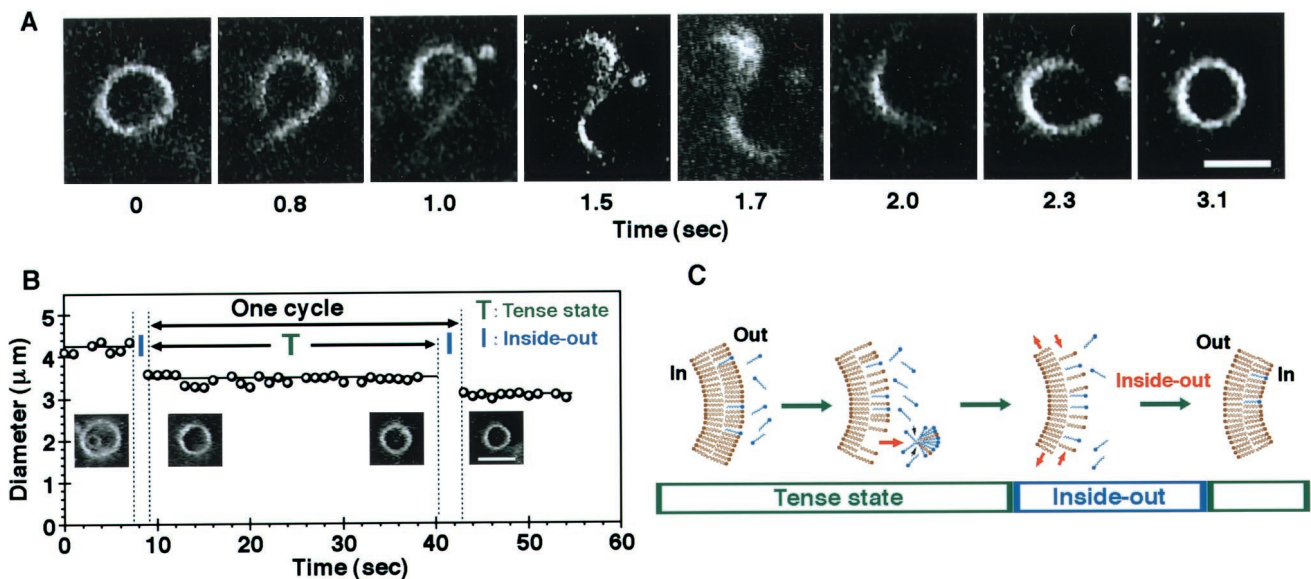 A
0 0.8 1.0 1.5 1.7 2.0 2.3 3.1
Time (sec)
B
One cycle
T : Tense state
I : Inside-out
I T I
5
4
3
2
1
0
Diameter (μm)
0 10 20 30 40 50 60
Time (sec)
C
Out
In
Inside-out
Out
In
Tense state
Inside-out